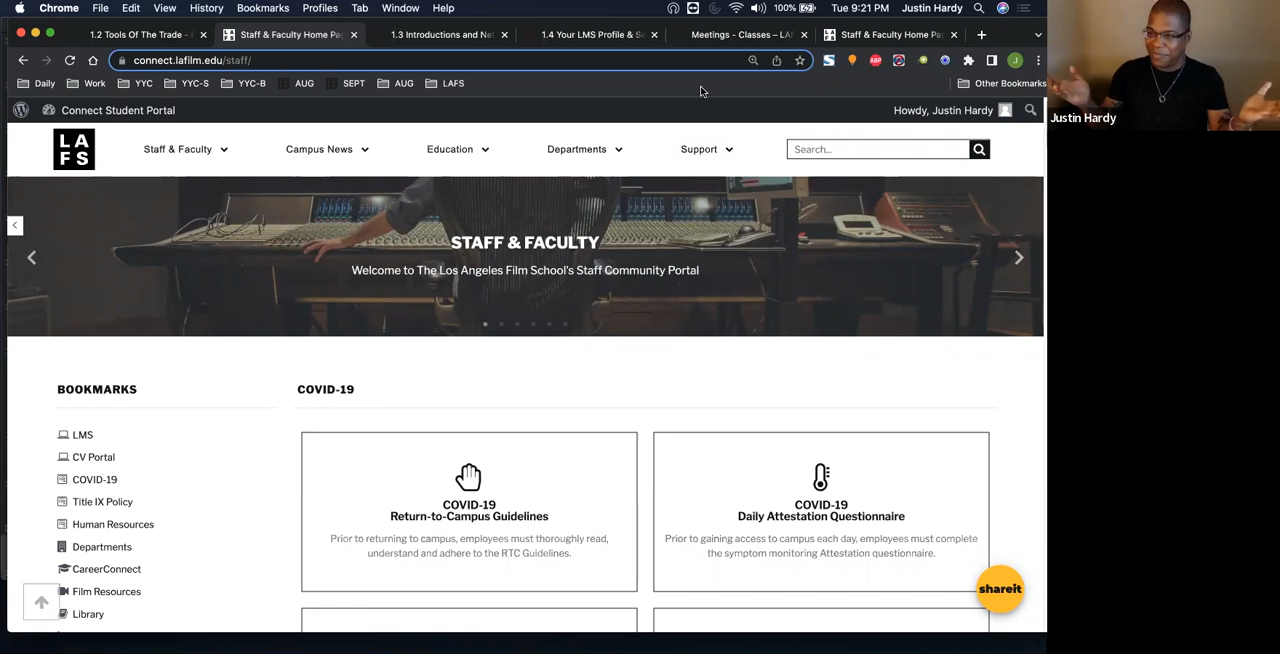 Chrome File Edit View History Bookmarks Profiles Tab Window Help 100% Tue 9:21 PM Justin Hardy
1.2 Tools Of The Trade - Staff & Faculty Home Pa 1.3 Introductions and Ne 1.4 Your LMS Profile & S Meetings - Classes – LA Staff & Faculty Home Pa
connect.lafilm.edu/staff/ ABP J
Daily Work YYC YYC-S YYC-B AUG SEPT AUG LAFS Other Bookmarks
Connect Student Portal Howdy, Justin Hardy
Justin Hardy
LA
FS
Staff & Faculty Campus News Education Departments Support Search...
STAFF & FACULTY
Welcome to The Los Angeles Film School's Staff Community Portal
BOOKMARKS
LMS
CV Portal
COVID-19
Title IX Policy
Human Resources
Departments
CareerConnect
Film Resources
Library
COVID-19
COVID-19
Return-to-Campus Guidelines
Prior to returning to campus, employees must thoroughly read,
understand and adhere to the RTC Guidelines.
COVID-19
Daily Attestation Questionnaire
Prior to gaining access to campus each day, employees must complete
the symptom monitoring Attestation questionnaire.
shareit